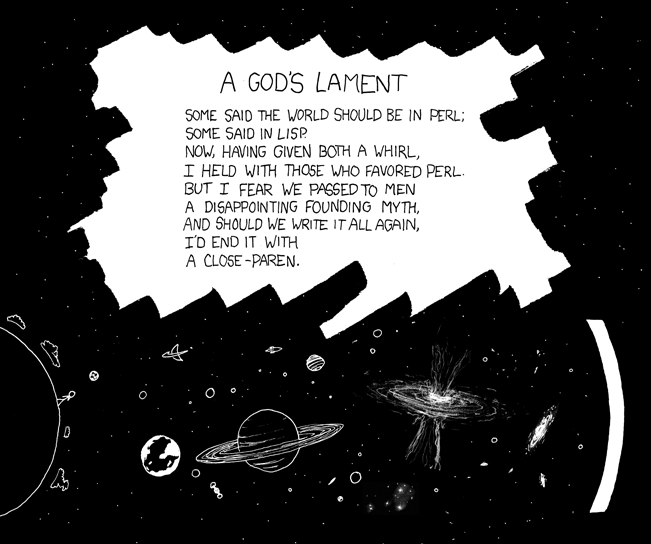 A GOD'S LAMENT
SOME SAID THE WORLD SHOULD BE IN PERL;
SOME SAID IN LISP.
NOW, HAVING GIVEN BOTH A WHIRL,
I HELD WITH THOSE WHO FAVORED PERL.
BUT I FEAR WE PASSED TO MEN
A DISAPPOINTING FOUNDING MYTH,
AND SHOULD WE WRITE IT ALL AGAIN,
I'D END IT WITH
A CLOSE-PAREN.